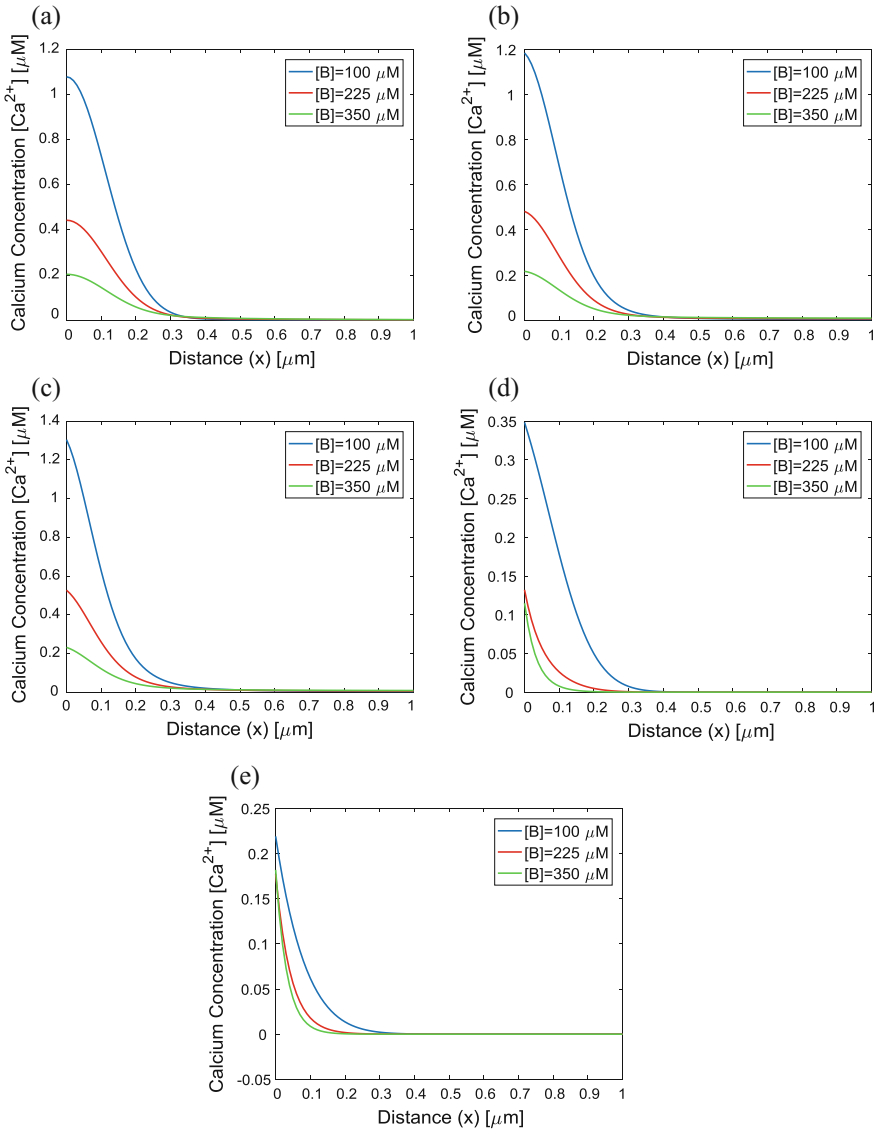 (a)
Calcium Concentration [Ca2+] [μM]
1.2
1
0.8
0.6
0.4
0.2
0
[B]=100 μM
[B]=225 μM
[B]=350 μM
0 0.1 0.2 0.3 0.4 0.5 0.6 0.7 0.8 0.9 1
Distance (x) [μm]
(b)
Calcium Concentration [Ca2+] [μM]
1.2
1
0.8
0.6
0.4
0.2
0
[B]=100 μM
[B]=225 μM
[B]=350 μM
0 0.1 0.2 0.3 0.4 0.5 0.6 0.7 0.8 0.9 1
Distance (x) [μm]
(c)
Calcium Concentration [Ca2+] [μM]
1.4
1.2
1
0.8
0.6
0.4
0.2
0
[B]=100 μM
[B]=225 μM
[B]=350 μM
0 0.1 0.2 0.3 0.4 0.5 0.6 0.7 0.8 0.9 1
Distance (x) [μm]
(d)
Calcium Concentration [Ca2+] [μM]
0.35
0.3
0.25
0.2
0.15
0.1
0.05
0
[B]=100 μM
[B]=225 μM
[B]=350 μM
0 0.1 0.2 0.3 0.4 0.5 0.6 0.7 0.8 0.9 1
Distance (x) [μm]
(e)
Calcium Concentration [Ca2+] [μM]
0.25
0.2
0.15
0.1
0.05
0
-0.05
[B]=100 μM
[B]=225 μM
[B]=350 μM
0 0.1 0.2 0.3 0.4 0.5 0.6 0.7 0.8 0.9 1
Distance (x) [μm]